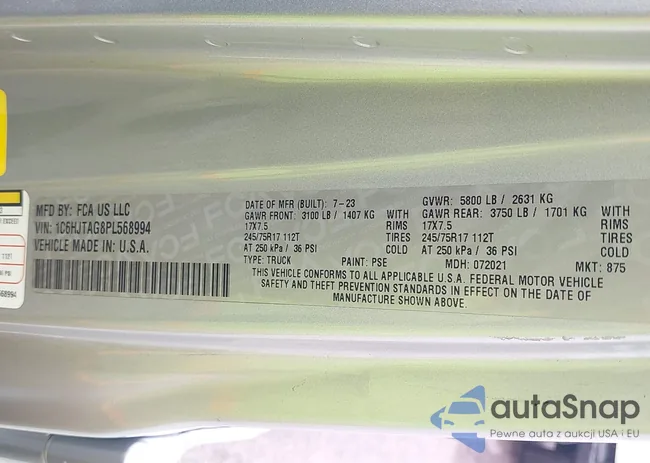 MFD BY: FCA US LLC
VIN: 1C6HJTAG8PL568994
VEHICLE MADE IN U.S.A.
DATE OF MFR (BUILT): 7-23
GAWR FRONT: 3100 LB / 1407 KG WITH
17X7.5 RIMS
245/75R17 112T TIRES
AT 250 kPa / 36 PSI COLD
TYPE: TRUCK PAINT: PSE
GVWR: 5800 LB / 2631 KG
GAWR REAR: 3750 LB / 1701 KG WITH
17X7.5 RIMS
245/75R17 112T TIRES
AT 250 kPa / 36 PSI COLD
MDH: 072021 MKT: 875
THIS VEHICLE CONFORMS TO ALL APPLICABLE U.S.A. FEDERAL MOTOR VEHICLE
SAFETY AND THEFT PREVENTION STANDARDS IN EFFECT ON THE DATE OF
MANUFACTURE SHOWN ABOVE.
EXCEED
112T
PSI
568994
autaSnap
Pewne auta z aukcji USA i EU